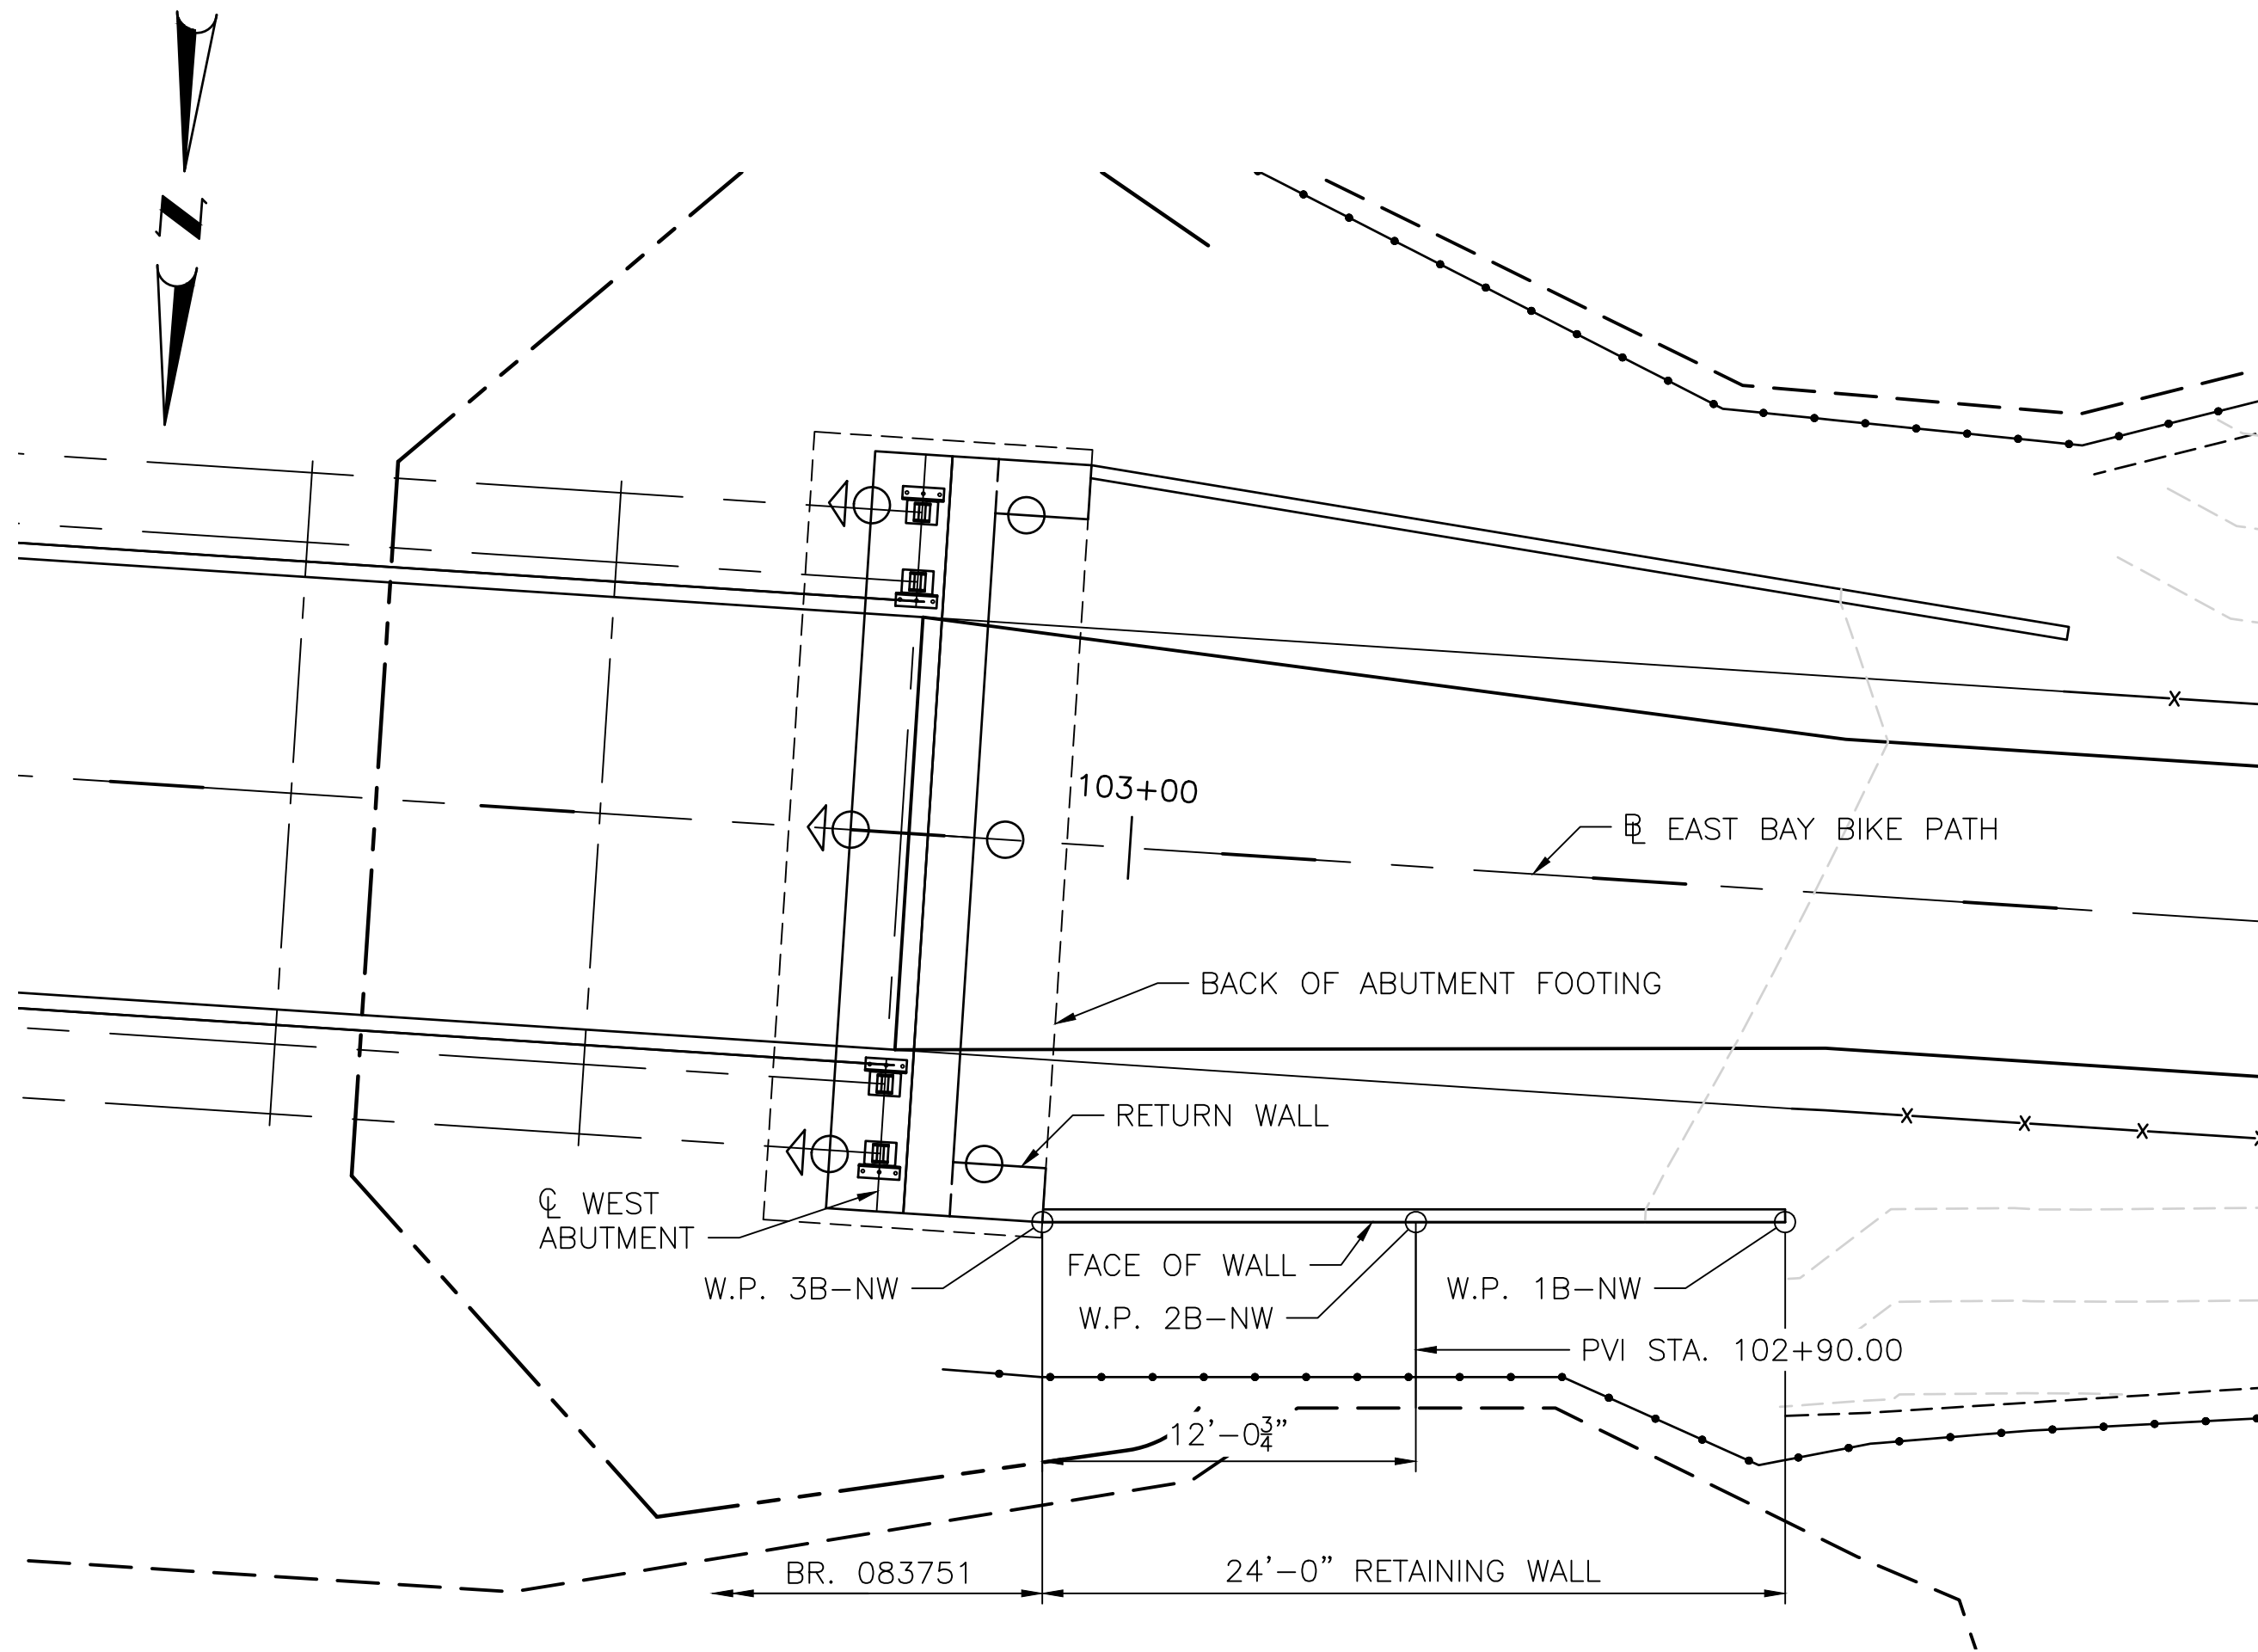 N
103+00
℄ EAST BAY BIKE PATH
BACK OF ABUTMENT FOOTING
RETURN WALL
℄ WEST
ABUTMENT
FACE OF WALL
W.P. 3B-NW
W.P. 1B-NW
W.P. 2B-NW
PVI STA. 102+90.00
12'-0¾"
BR. 083751
24'-0" RETAINING WALL